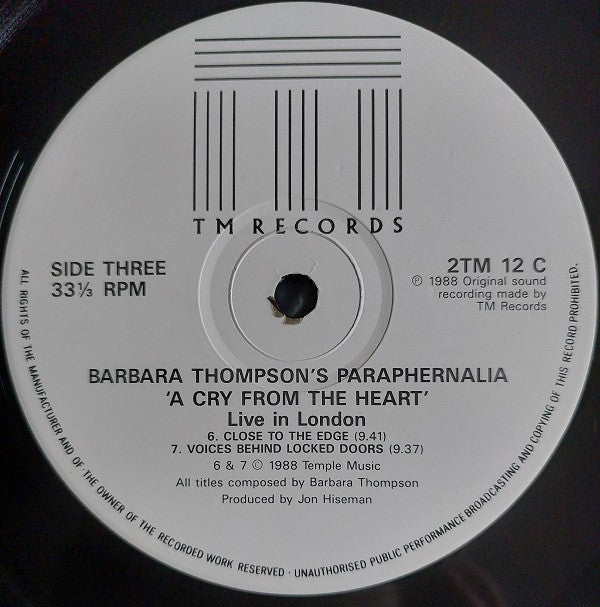 TM RECORDS
SIDE THREE
33⅓ RPM
2TM 12 C
℗ 1988 Original sound
recording made by
TM Records
BARBARA THOMPSON'S PARAPHERNALIA
'A CRY FROM THE HEART'
Live in London
6. CLOSE TO THE EDGE (9.41)
7. VOICES BEHIND LOCKED DOORS (9.37)
6 & 7 © 1988 Temple Music
All titles composed by Barbara Thompson
Produced by Jon Hiseman
ALL RIGHTS OF THE MANUFACTURER AND OF THE OWNER OF THE RECORDED WORK RESERVED · UNAUTHORISED PUBLIC PERFORMANCE BROADCASTING AND COPYING OF THIS RECORD PROHIBITED.